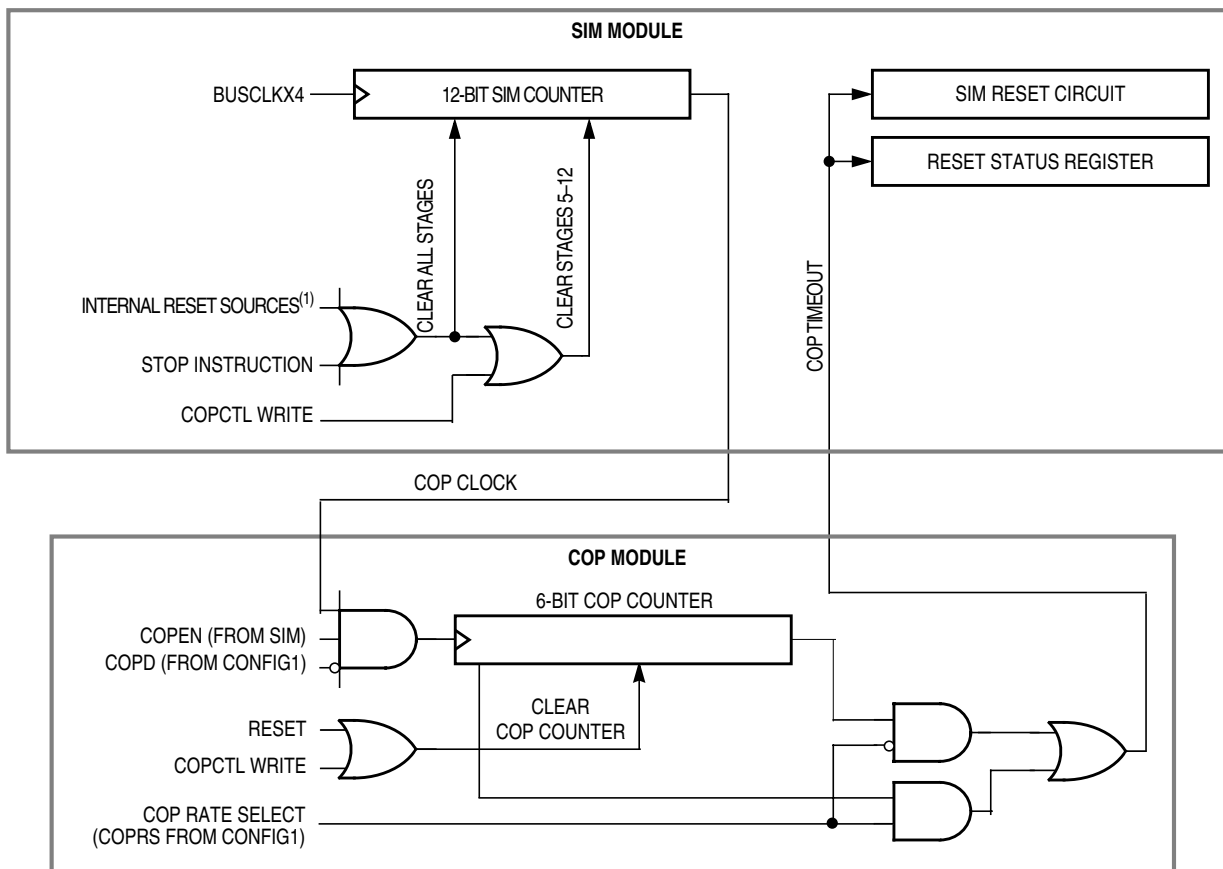 SIM MODULE
BUSCLKX4
12-BIT SIM COUNTER
SIM RESET CIRCUIT
RESET STATUS REGISTER
CLEAR ALL STAGES
CLEAR STAGES 5–12
COP TIMEOUT
INTERNAL RESET SOURCES(1)
STOP INSTRUCTION
COPCTL WRITE
COP CLOCK
COP MODULE
6-BIT COP COUNTER
COPEN (FROM SIM)
COPD (FROM CONFIG1)
CLEAR
COP COUNTER
RESET
COPCTL WRITE
COP RATE SELECT
(COPRS FROM CONFIG1)